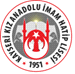 KAYSERİ KIZ ANADOLU İMAM HATİP LİSESİ
• 1951 •